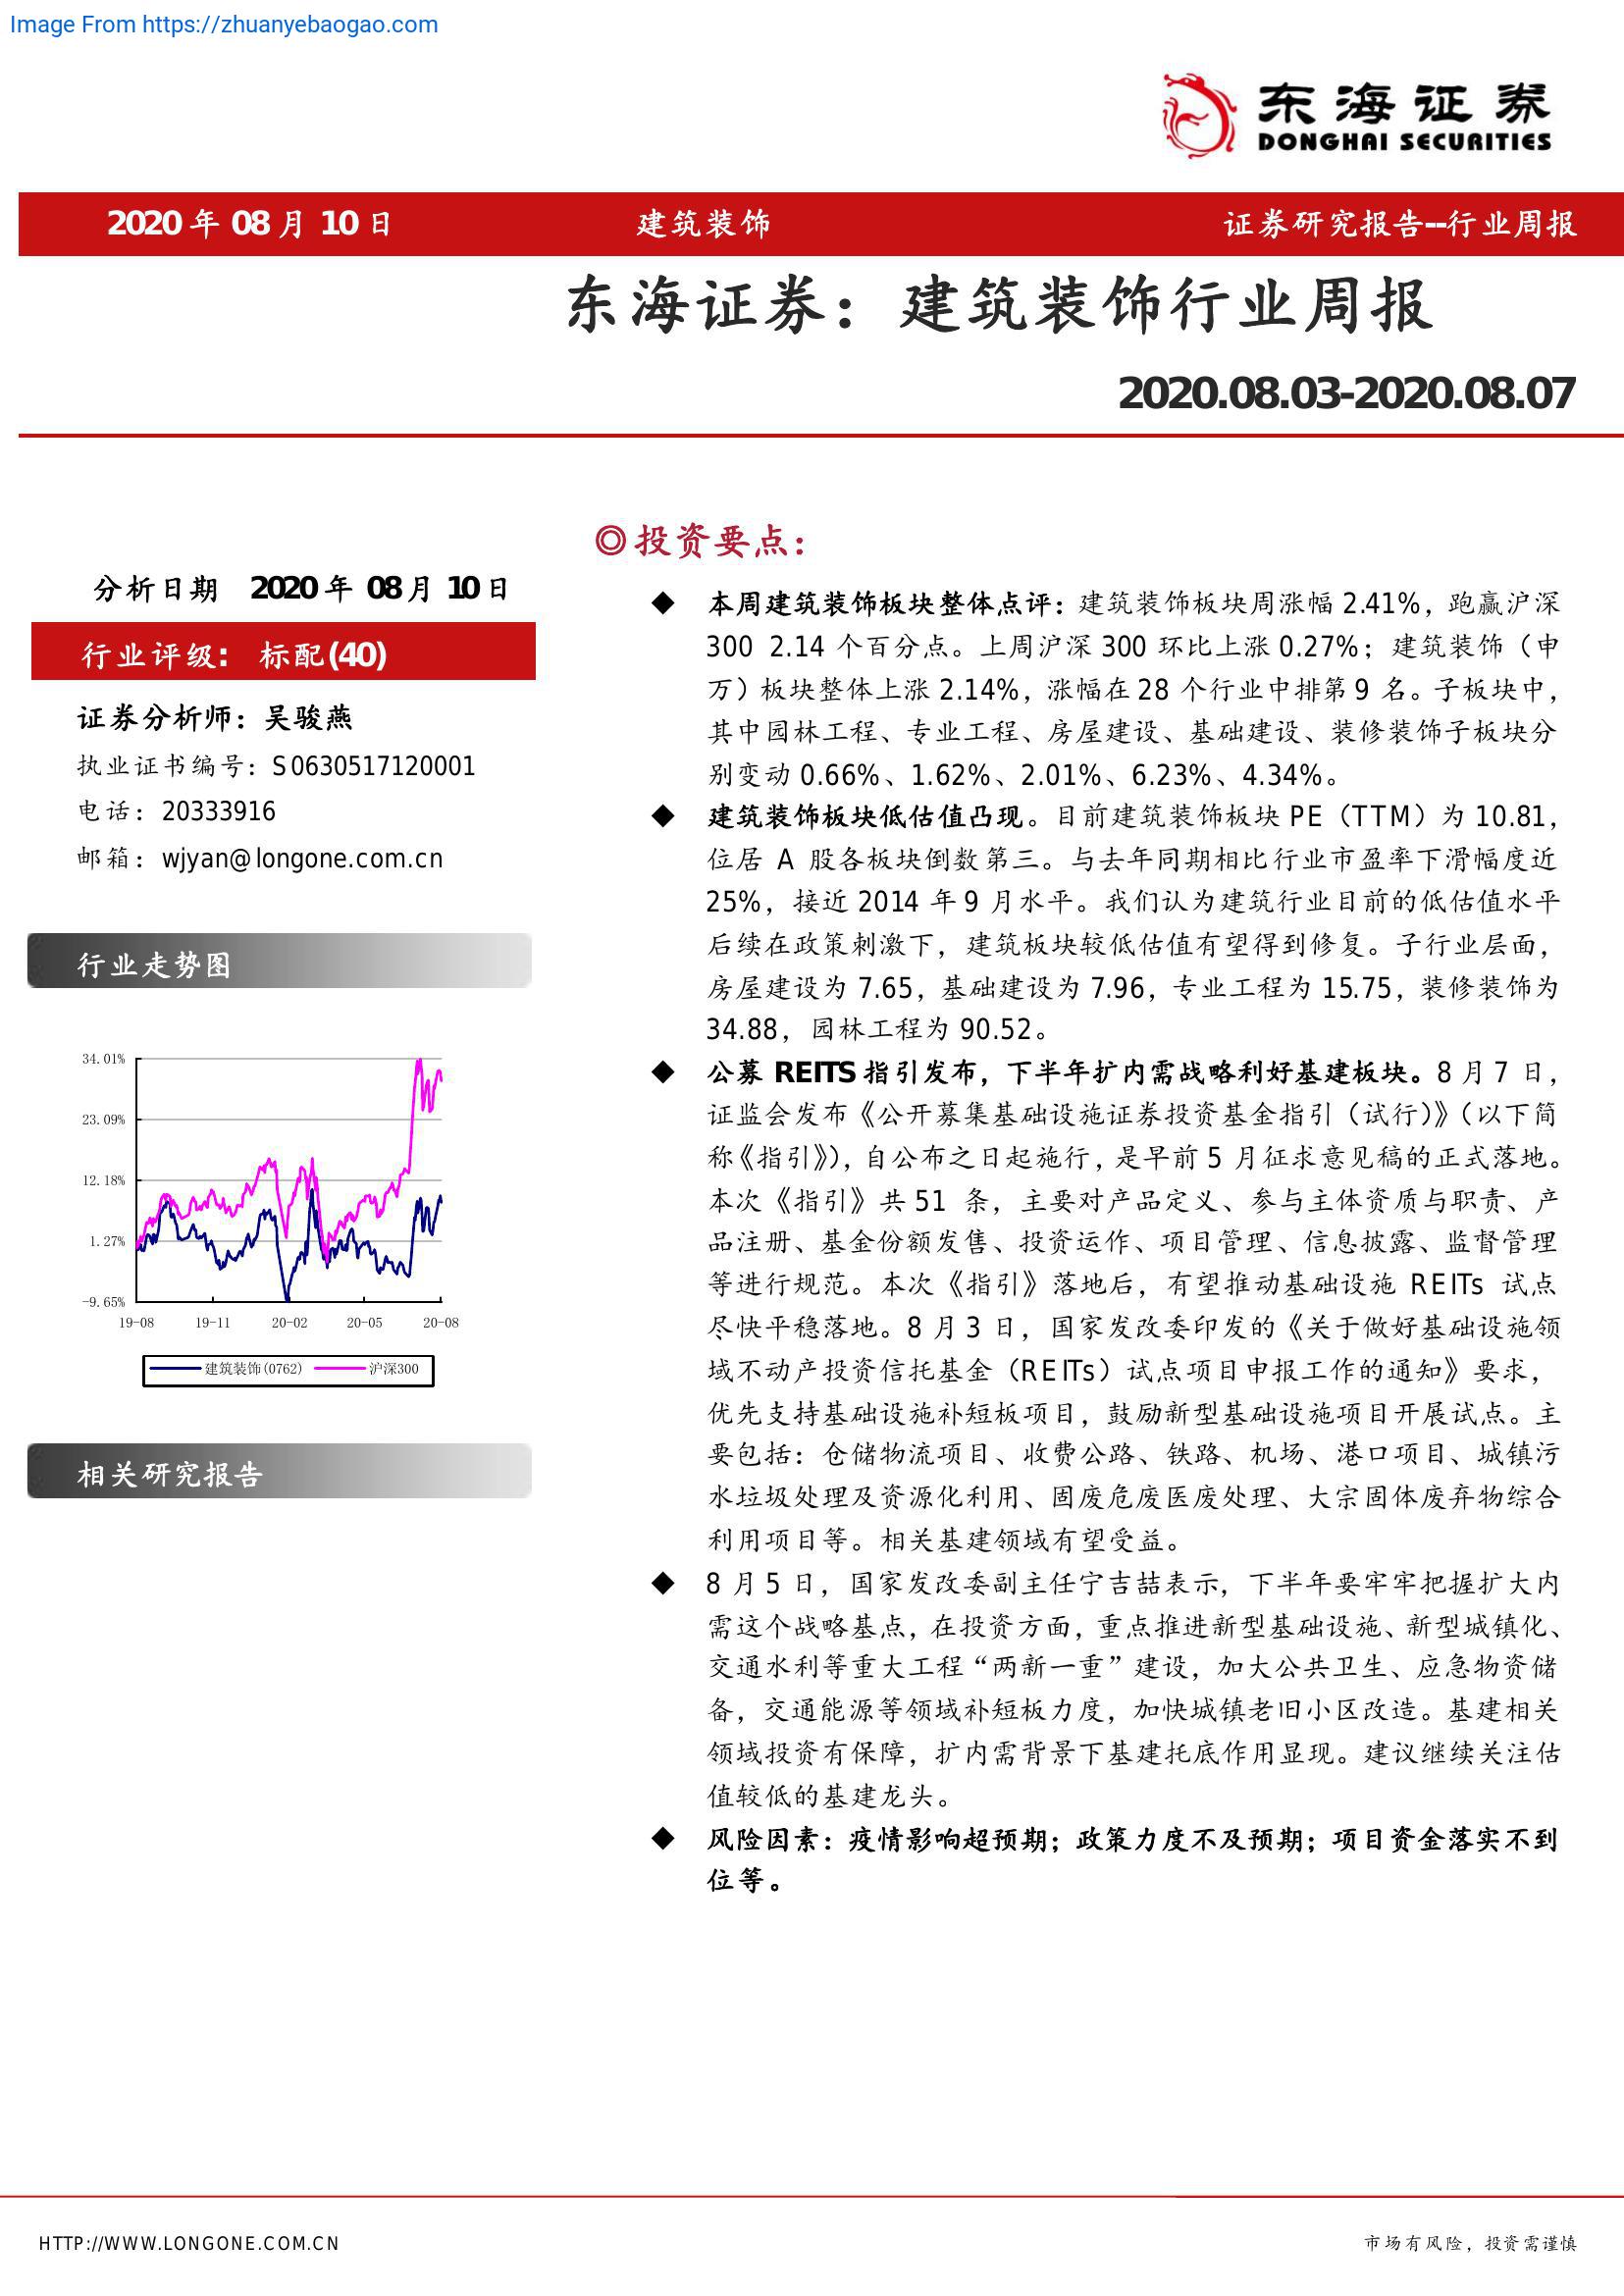 Image From https://zhuanyebaogao.com
东海证券
DONGHAI SECURITIES
2020 年 08 月 10 日 建筑装饰 证券研究报告--行业周报
东海证券：建筑装饰行业周报
2020.08.03-2020.08.07
分析日期 2020 年 08 月 10 日
行业评级： 标配(40)
证券分析师：吴骏燕
执业证书编号：S0630517120001
电话：20333916
邮箱：wjyan@longone.com.cn
行业走势图
34.01%
23.09%
12.18%
1.27%
-9.65%
19-08 19-11 20-02 20-05 20-08
建筑装饰(0762) 沪深300
相关研究报告
◎投资要点：
◆ 本周建筑装饰板块整体点评：建筑装饰板块周涨幅 2.41%，跑赢沪深
300 2.14 个百分点。上周沪深 300 环比上涨 0.27%；建筑装饰（申
万）板块整体上涨 2.14%，涨幅在 28 个行业中排第 9 名。子板块中，
其中园林工程、专业工程、房屋建设、基础建设、装修装饰子板块分
别变动 0.66%、1.62%、2.01%、6.23%、4.34%。
◆ 建筑装饰板块低估值凸现。目前建筑装饰板块 PE（TTM）为 10.81，
位居 A 股各板块倒数第三。与去年同期相比行业市盈率下滑幅度近
25%，接近 2014 年 9 月水平。我们认为建筑行业目前的低估值水平
后续在政策刺激下，建筑板块较低估值有望得到修复。子行业层面，
房屋建设为 7.65，基础建设为 7.96，专业工程为 15.75，装修装饰为
34.88，园林工程为 90.52。
◆ 公募 REITS 指引发布，下半年扩内需战略利好基建板块。8 月 7 日，
证监会发布《公开募集基础设施证券投资基金指引（试行）》（以下简
称《指引》），自公布之日起施行，是早前 5 月征求意见稿的正式落地。
本次《指引》共 51 条，主要对产品定义、参与主体资质与职责、产
品注册、基金份额发售、投资运作、项目管理、信息披露、监督管理
等进行规范。本次《指引》落地后，有望推动基础设施 REITs 试点
尽快平稳落地。8 月 3 日，国家发改委印发的《关于做好基础设施领
域不动产投资信托基金（REITs）试点项目申报工作的通知》要求，
优先支持基础设施补短板项目，鼓励新型基础设施项目开展试点。主
要包括：仓储物流项目、收费公路、铁路、机场、港口项目、城镇污
水垃圾处理及资源化利用、固废危废医废处理、大宗固体废弃物综合
利用项目等。相关基建领域有望受益。
◆ 8 月 5 日，国家发改委副主任宁吉喆表示，下半年要牢牢把握扩大内
需这个战略基点，在投资方面，重点推进新型基础设施、新型城镇化、
交通水利等重大工程“两新一重”建设，加大公共卫生、应急物资储
备，交通能源等领域补短板力度，加快城镇老旧小区改造。基建相关
领域投资有保障，扩内需背景下基建托底作用显现。建议继续关注估
值较低的基建龙头。
◆ 风险因素：疫情影响超预期；政策力度不及预期；项目资金落实不到
位等。
HTTP://WWW.LONGONE.COM.CN 市场有风险，投资需谨慎